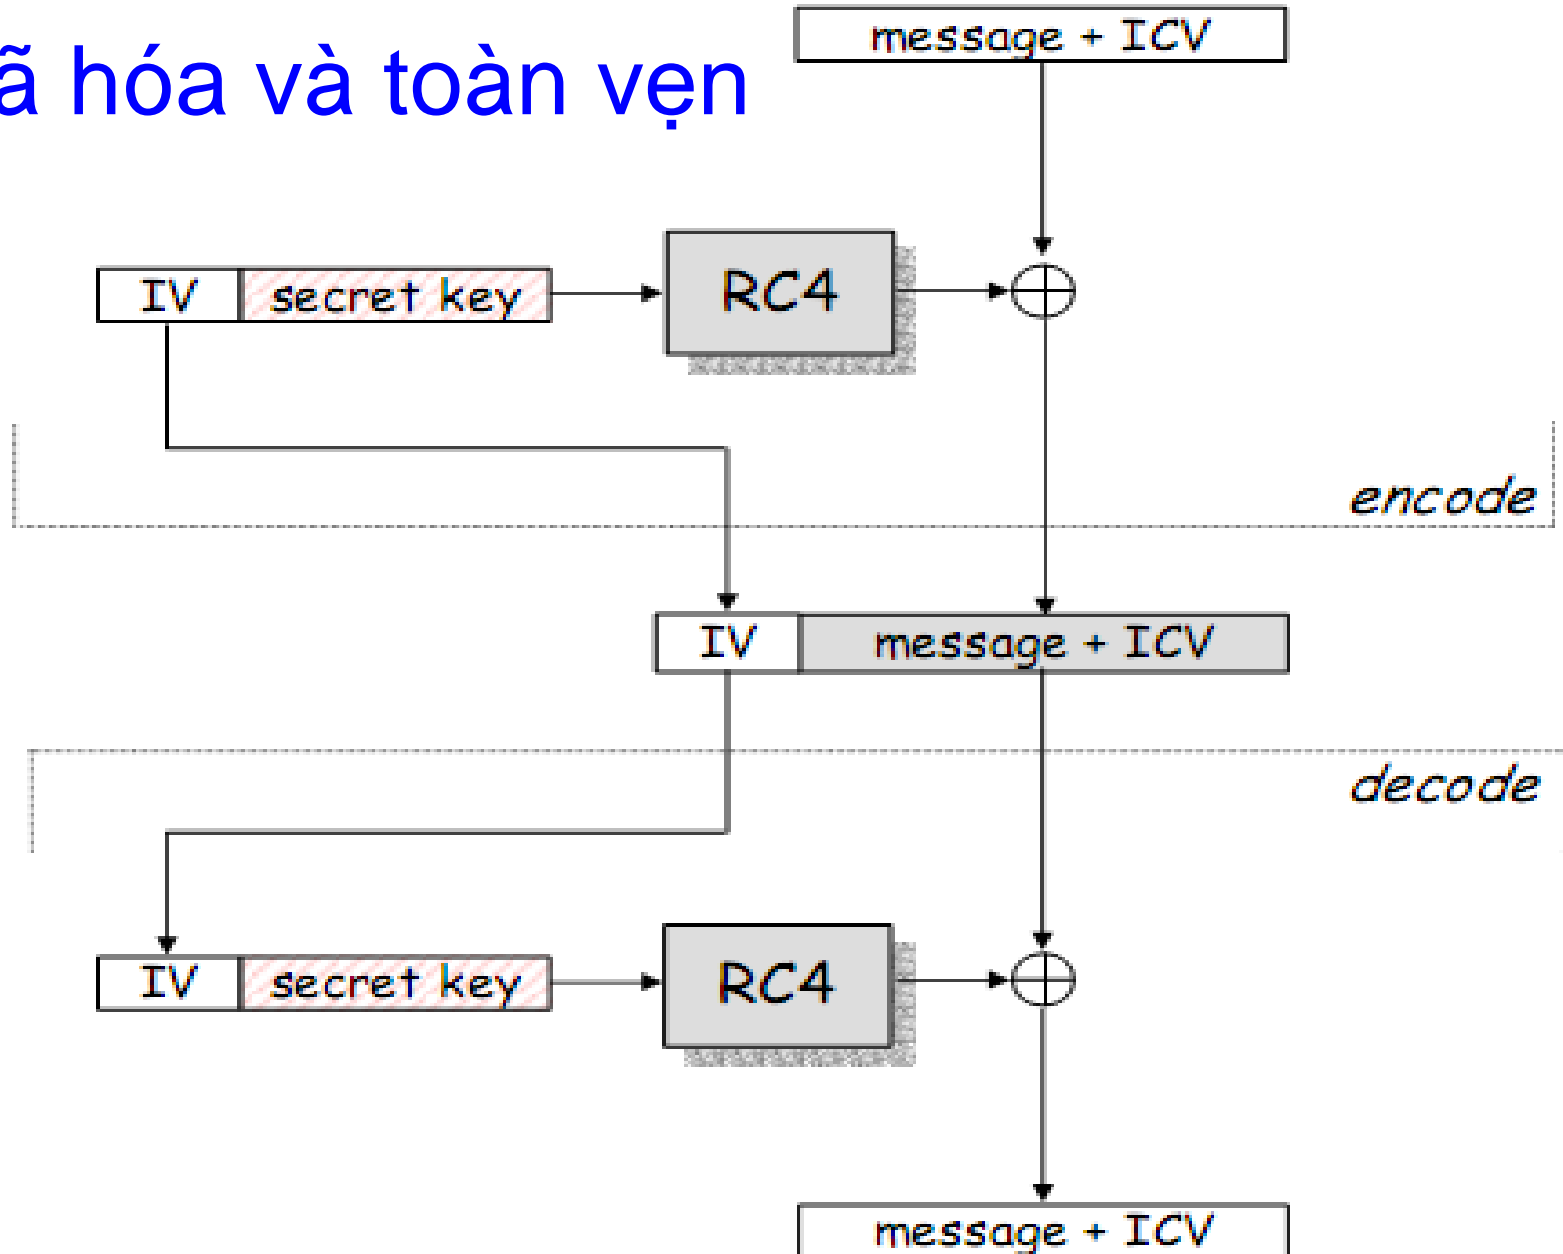 ã hóa và toàn vẹn
message + ICV
IV secret key
RC4
encode
IV message + ICV
decode
IV secret key
RC4
message + ICV